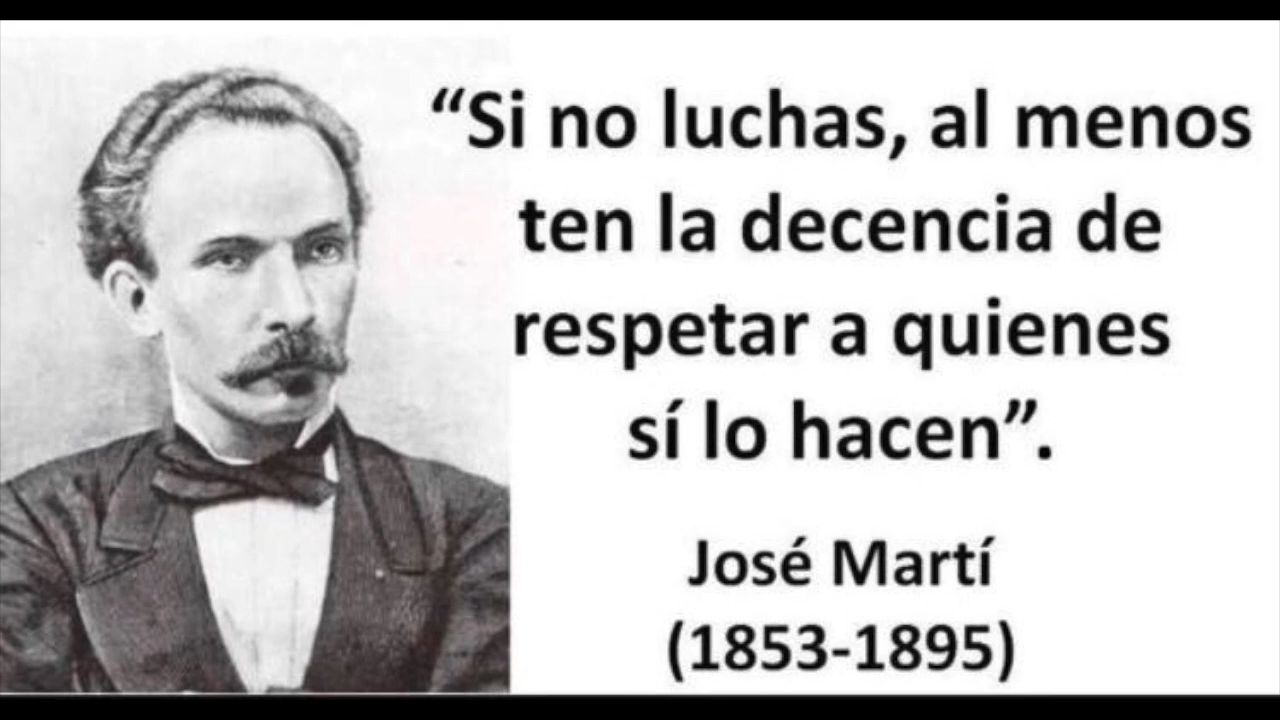 “Si no luchas, al menos
ten la decencia de
respetar a quienes
sí lo hacen”.
José Martí
(1853-1895)